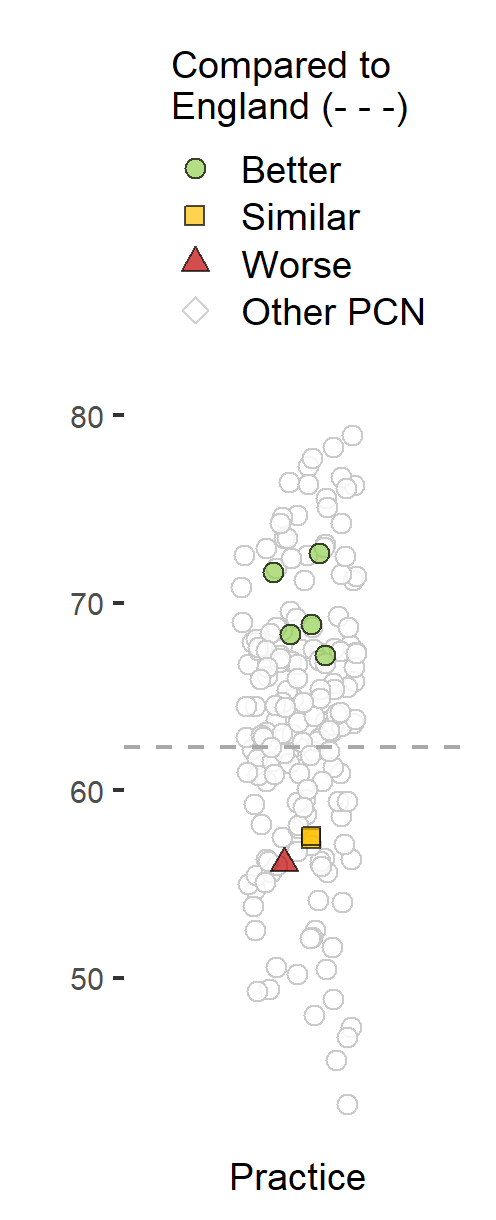 Compared to
England (- - -)
Better
Similar
Worse
Other PCN
80
70
60
50
Practice